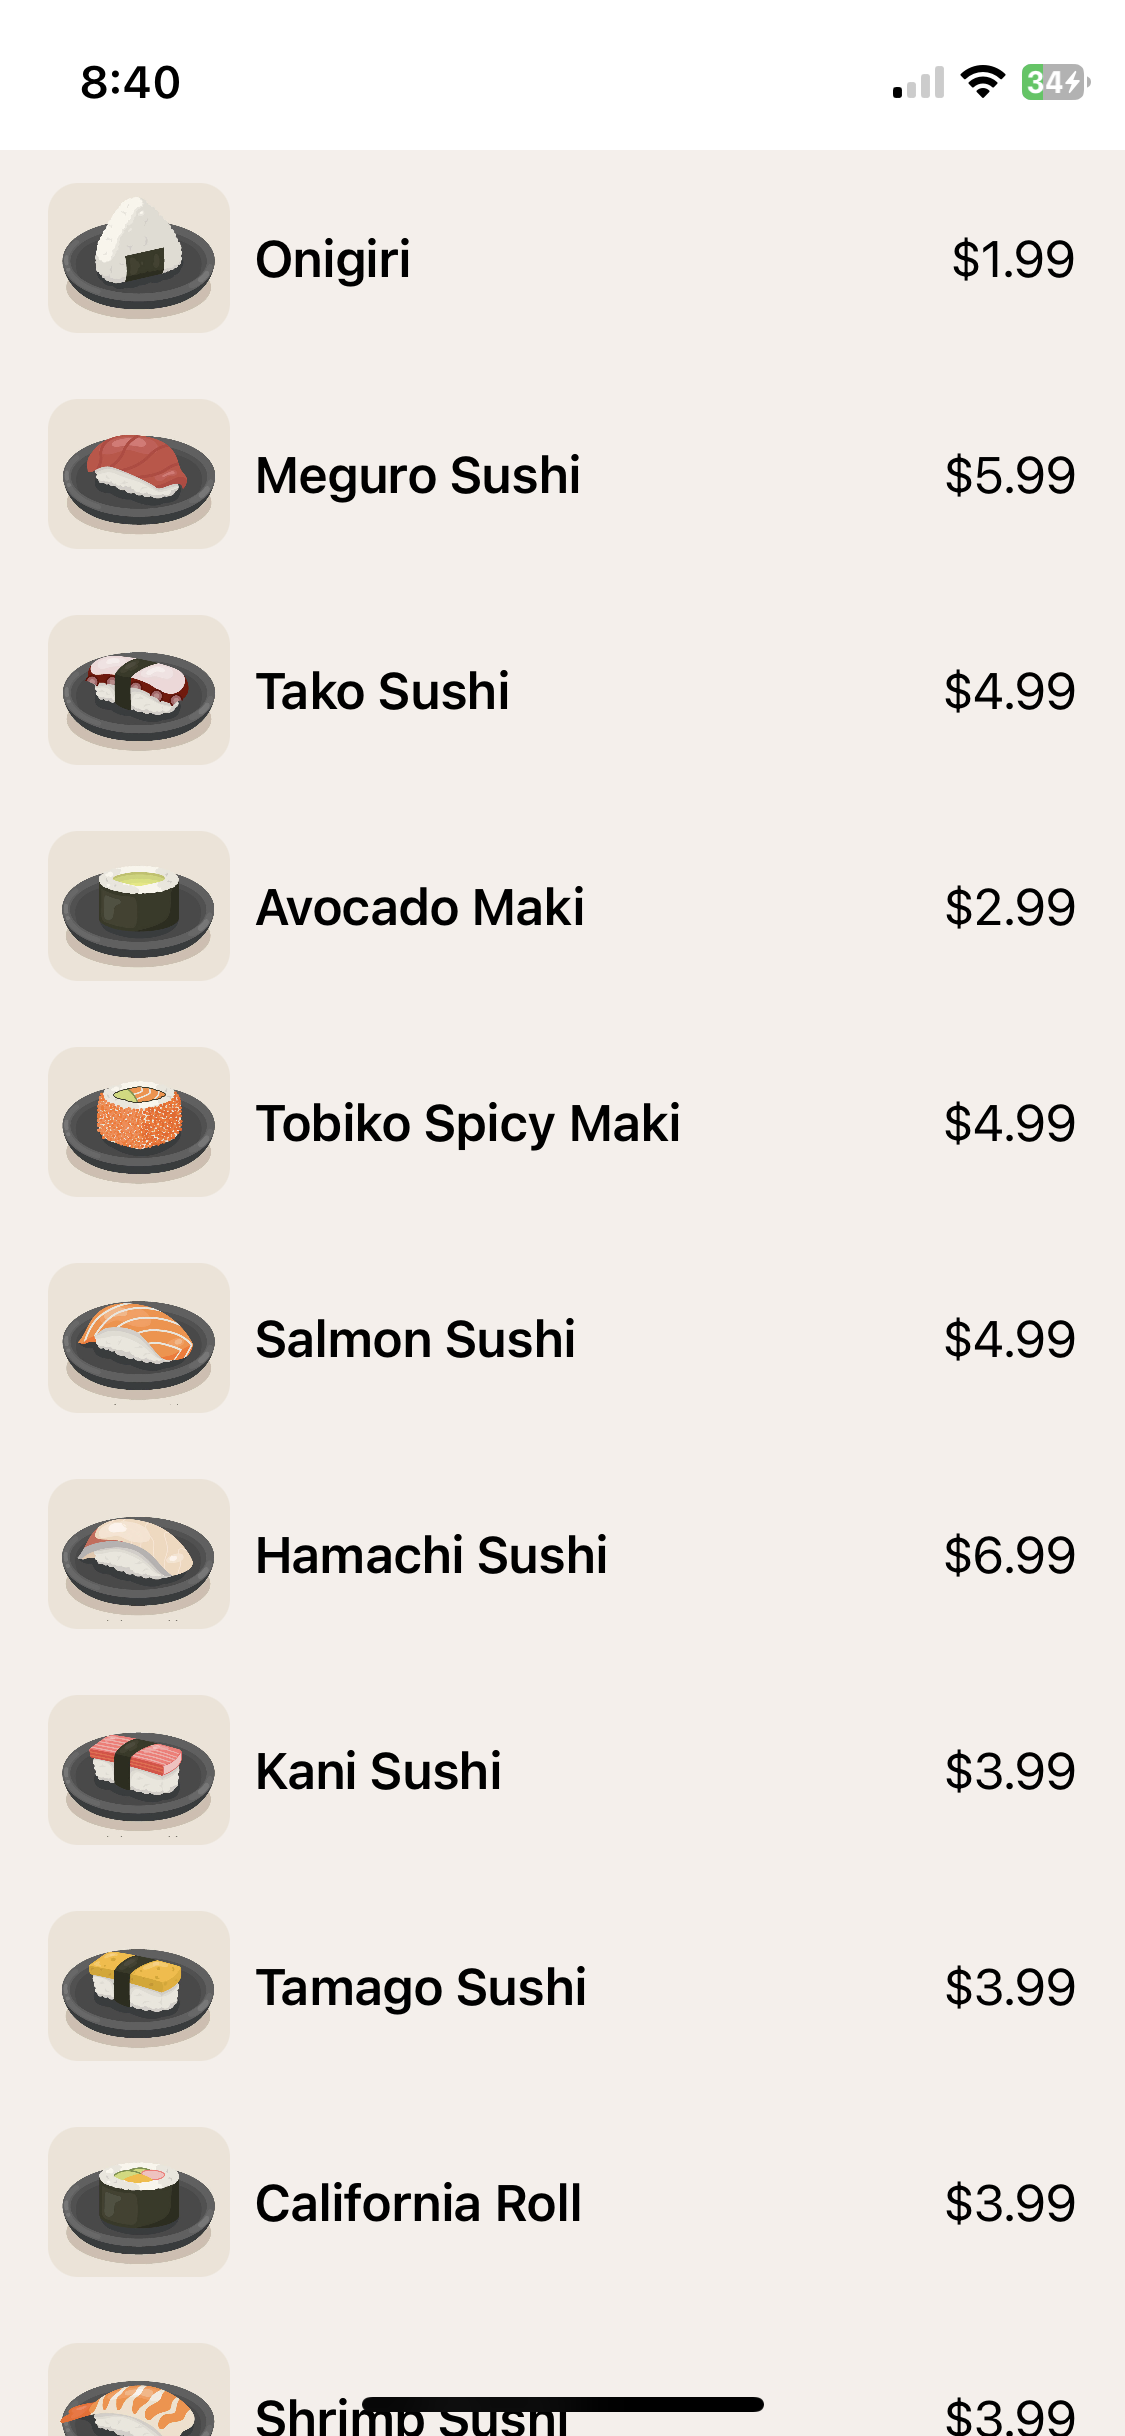 8:40 34
Onigiri $1.99
Meguro Sushi $5.99
Tako Sushi $4.99
Avocado Maki $2.99
Tobiko Spicy Maki $4.99
Salmon Sushi $4.99
Hamachi Sushi $6.99
Kani Sushi $3.99
Tamago Sushi $3.99
California Roll $3.99
Shrimp Sushi $3.99